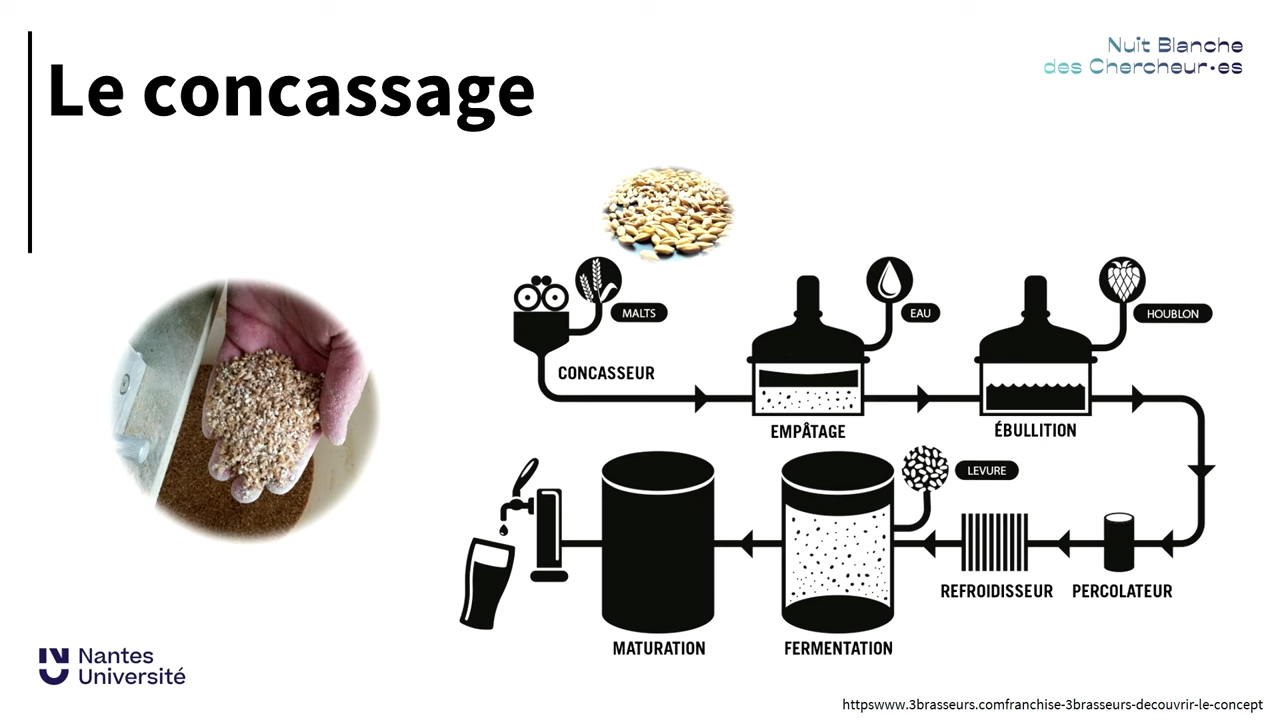 Le concassage
Nuit Blanche
des Chercheur·es
MALTS
EAU
HOUBLON
CONCASSEUR
EMPÂTAGE
ÉBULLITION
LEVURE
REFROIDISSEUR
PERCOLATEUR
MATURATION
FERMENTATION
Nantes
Université
httpswww.3brasseurs.comfranchise-3brasseurs-decouvrir-le-concept